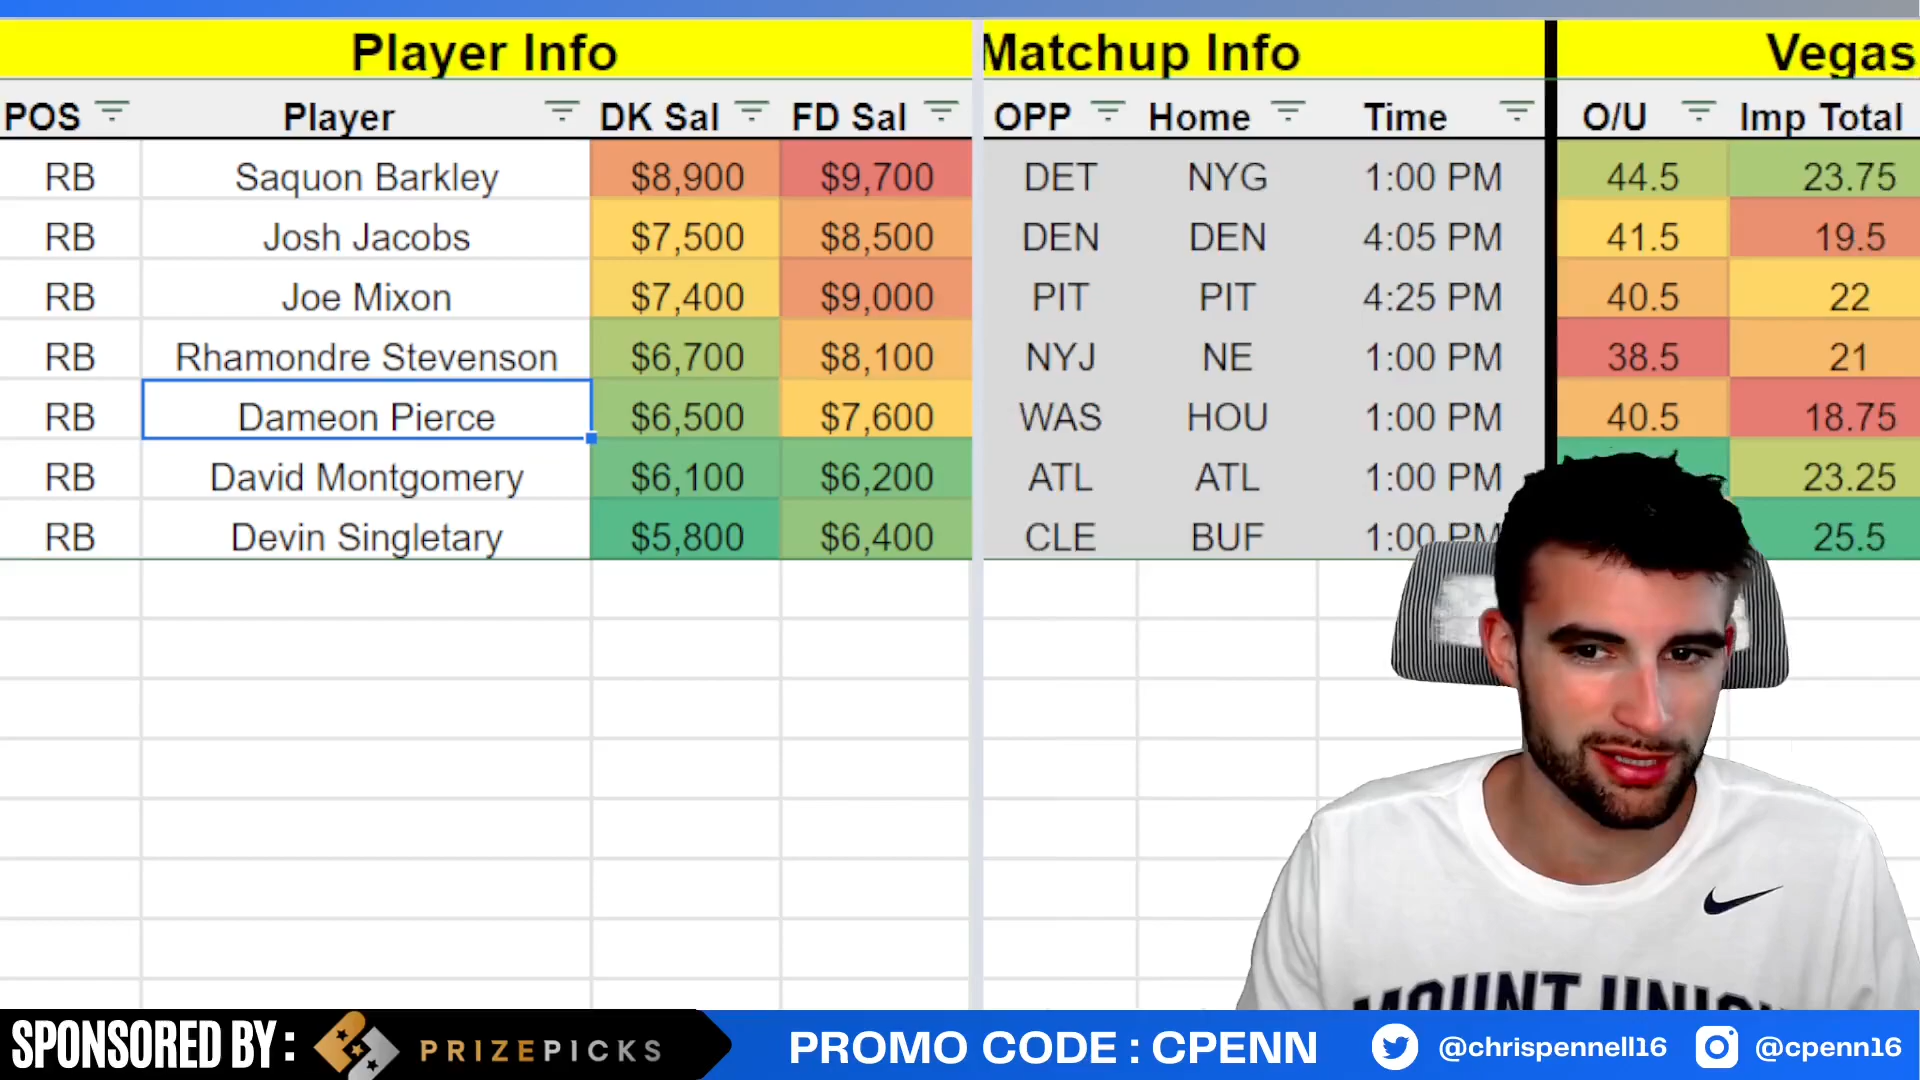 Player Info Matchup Info Vegas
POS Player DK Sal FD Sal OPP Home Time O/U Imp Total
RB Saquon Barkley $8,900 $9,700 DET NYG 1:00 PM 44.5 23.75
RB Josh Jacobs $7,500 $8,500 DEN DEN 4:05 PM 41.5 19.5
RB Joe Mixon $7,400 $9,000 PIT PIT 4:25 PM 40.5 22
RB Rhamondre Stevenson $6,700 $8,100 NYJ NE 1:00 PM 38.5 21
RB Dameon Pierce $6,500 $7,600 WAS HOU 1:00 PM 40.5 18.75
RB David Montgomery $6,100 $6,200 ATL ATL 1:00 PM 23.25
RB Devin Singletary $5,800 $6,400 CLE BUF 1:00 PM 25.5
MOUNT UNION
SPONSORED BY : PRIZEPICKS PROMO CODE : CPENN @chrispennell16 @cpenn16